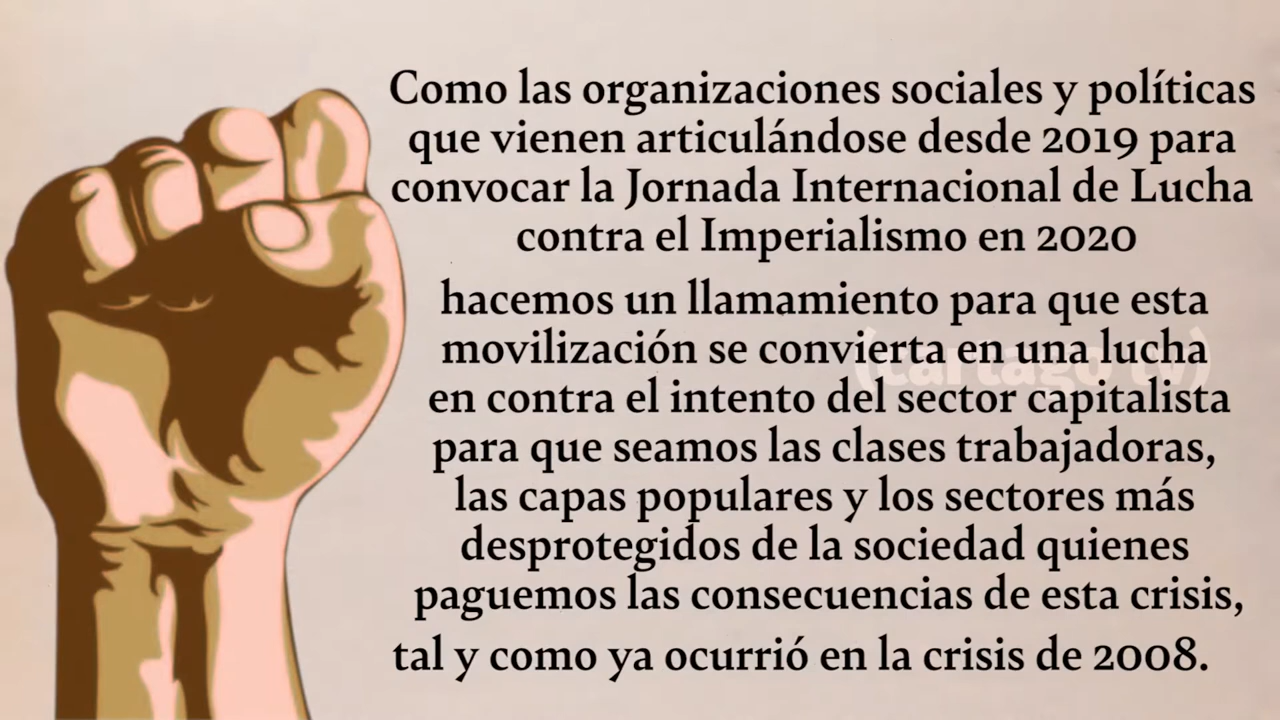 Como las organizaciones sociales y políticas
que vienen articulándose desde 2019 para
convocar la Jornada Internacional de Lucha
contra el Imperialismo en 2020
hacemos un llamamiento para que esta
movilización se convierta en una lucha
(cartago tv)
en contra el intento del sector capitalista
para que seamos las clases trabajadoras,
las capas populares y los sectores más
desprotegidos de la sociedad quienes
paguemos las consecuencias de esta crisis,
tal y como ya ocurrió en la crisis de 2008.